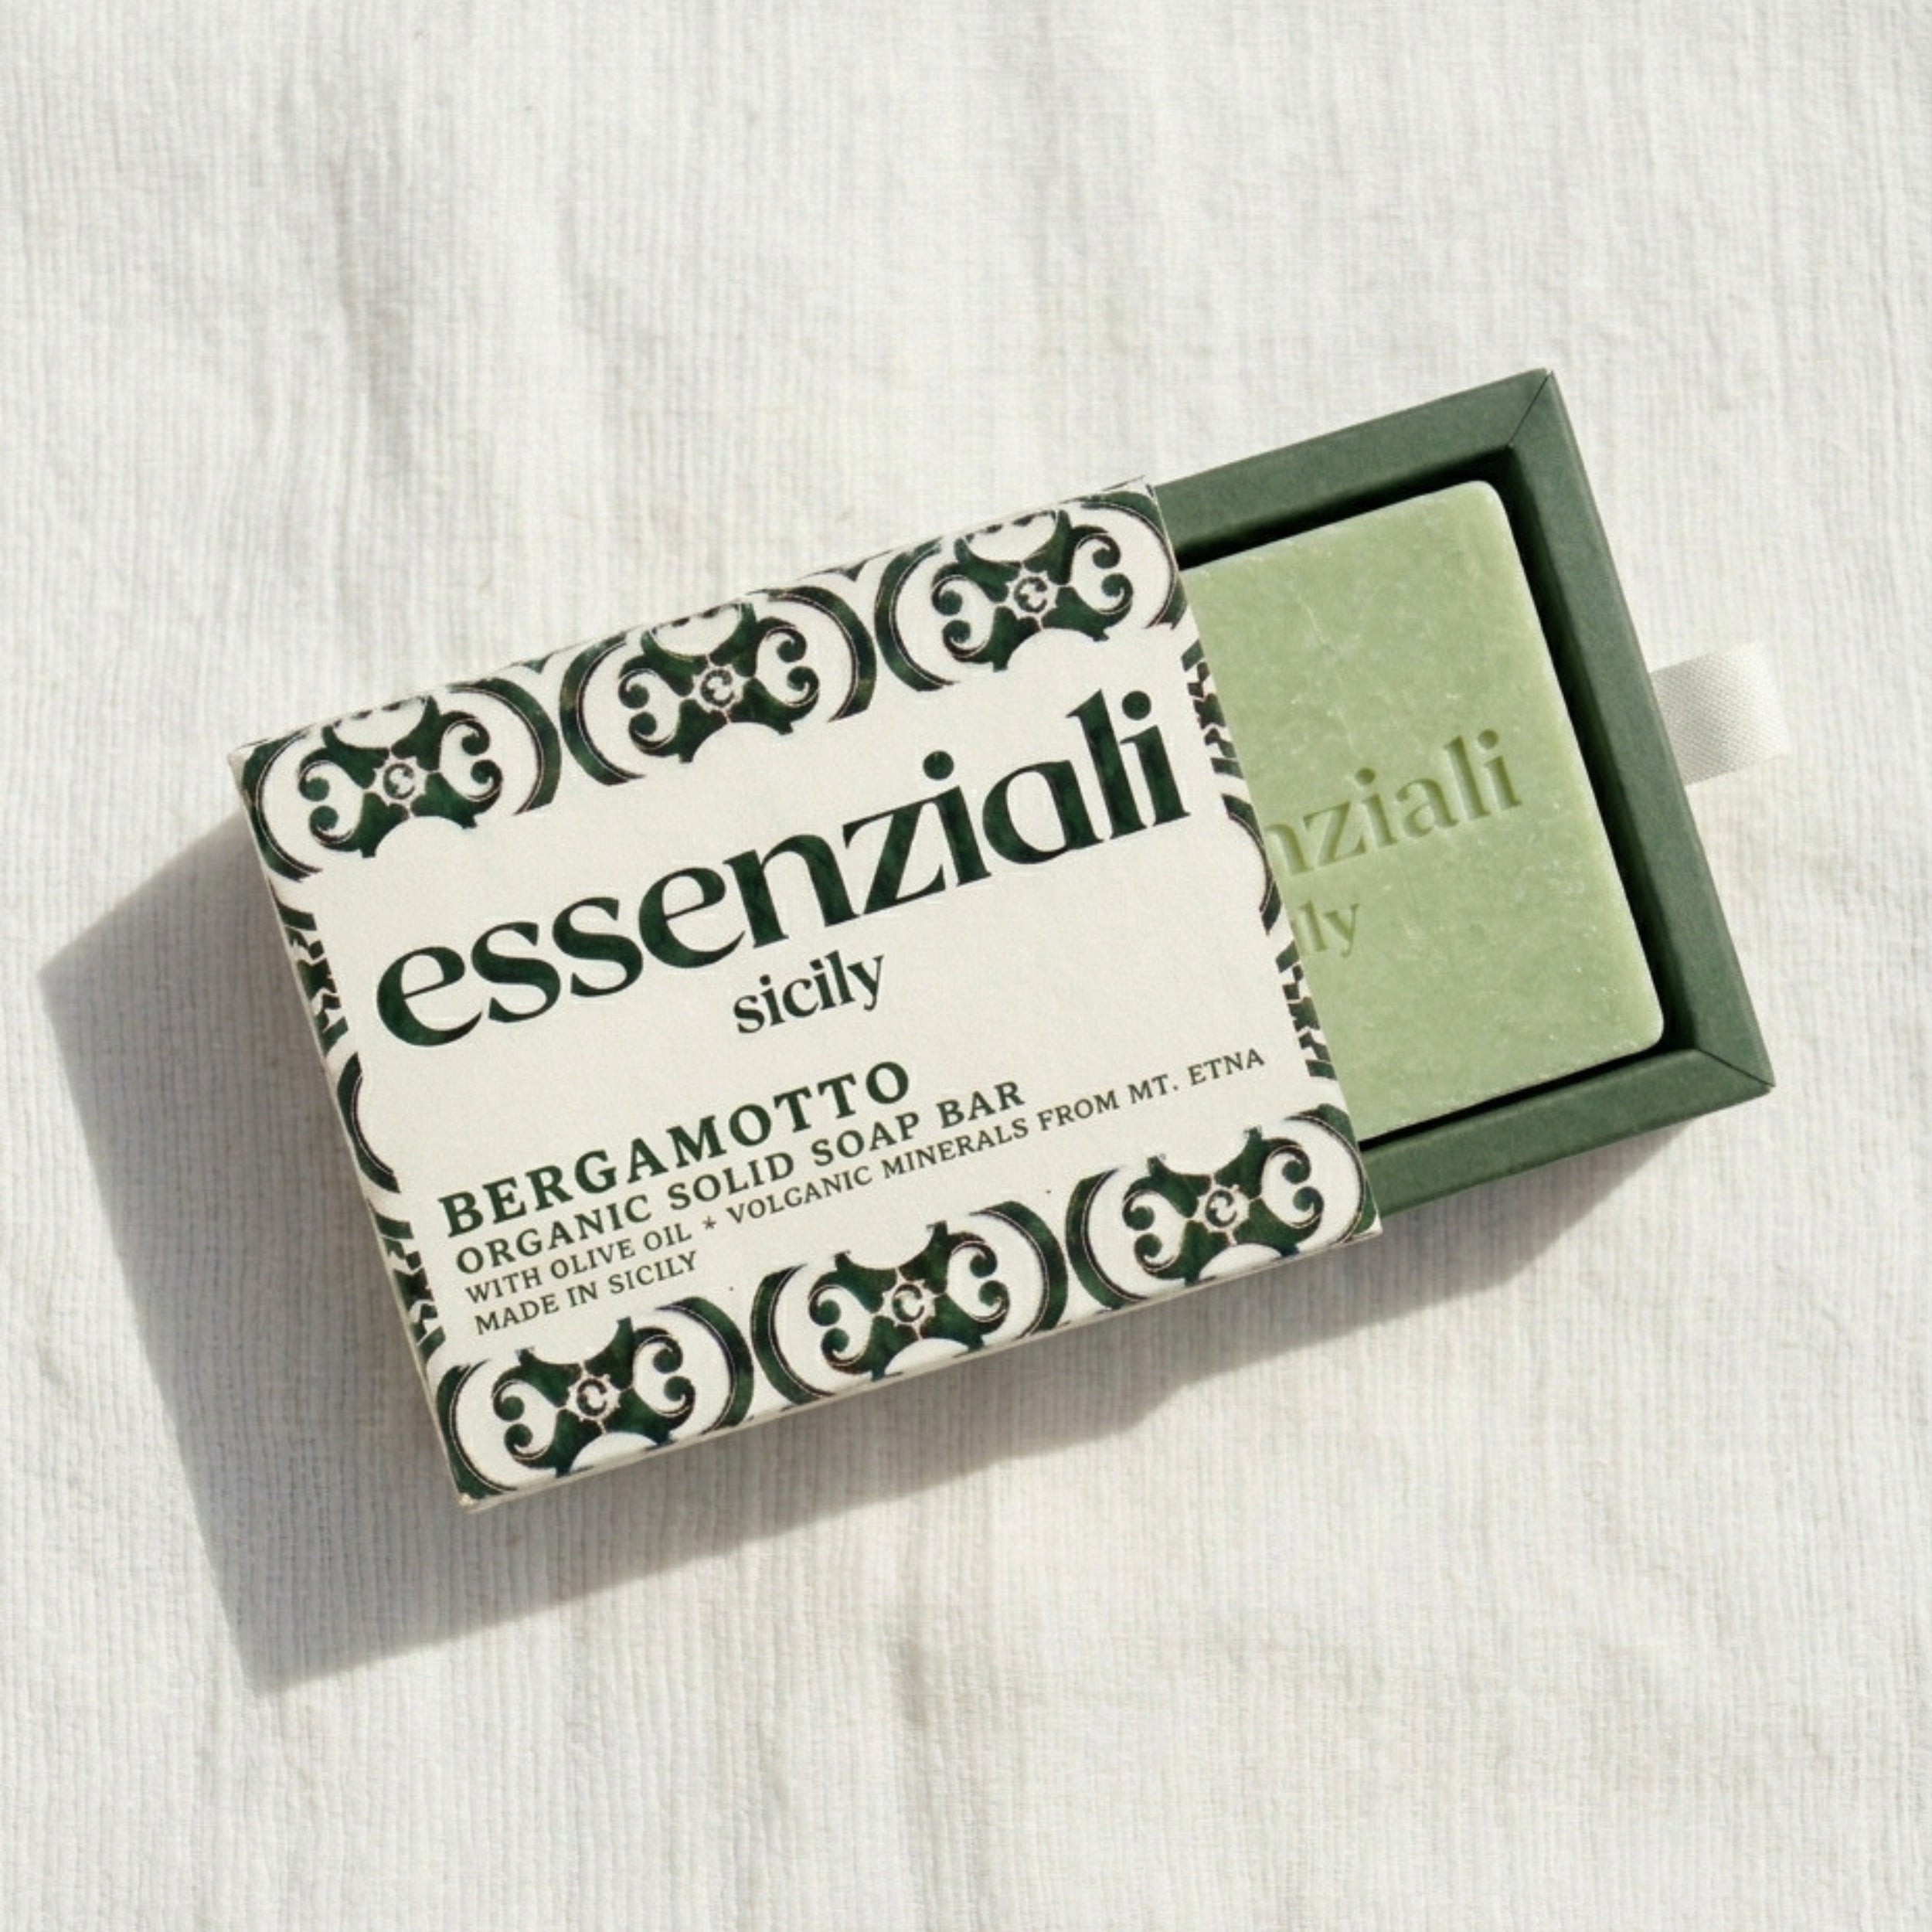 essenziali
sicily
BERGAMOTTO
ORGANIC SOLID SOAP BAR
WITH OLIVE OIL * VOLGANIC MINERALS FROM MT. ETNA
MADE IN SICILY
nziali
ily